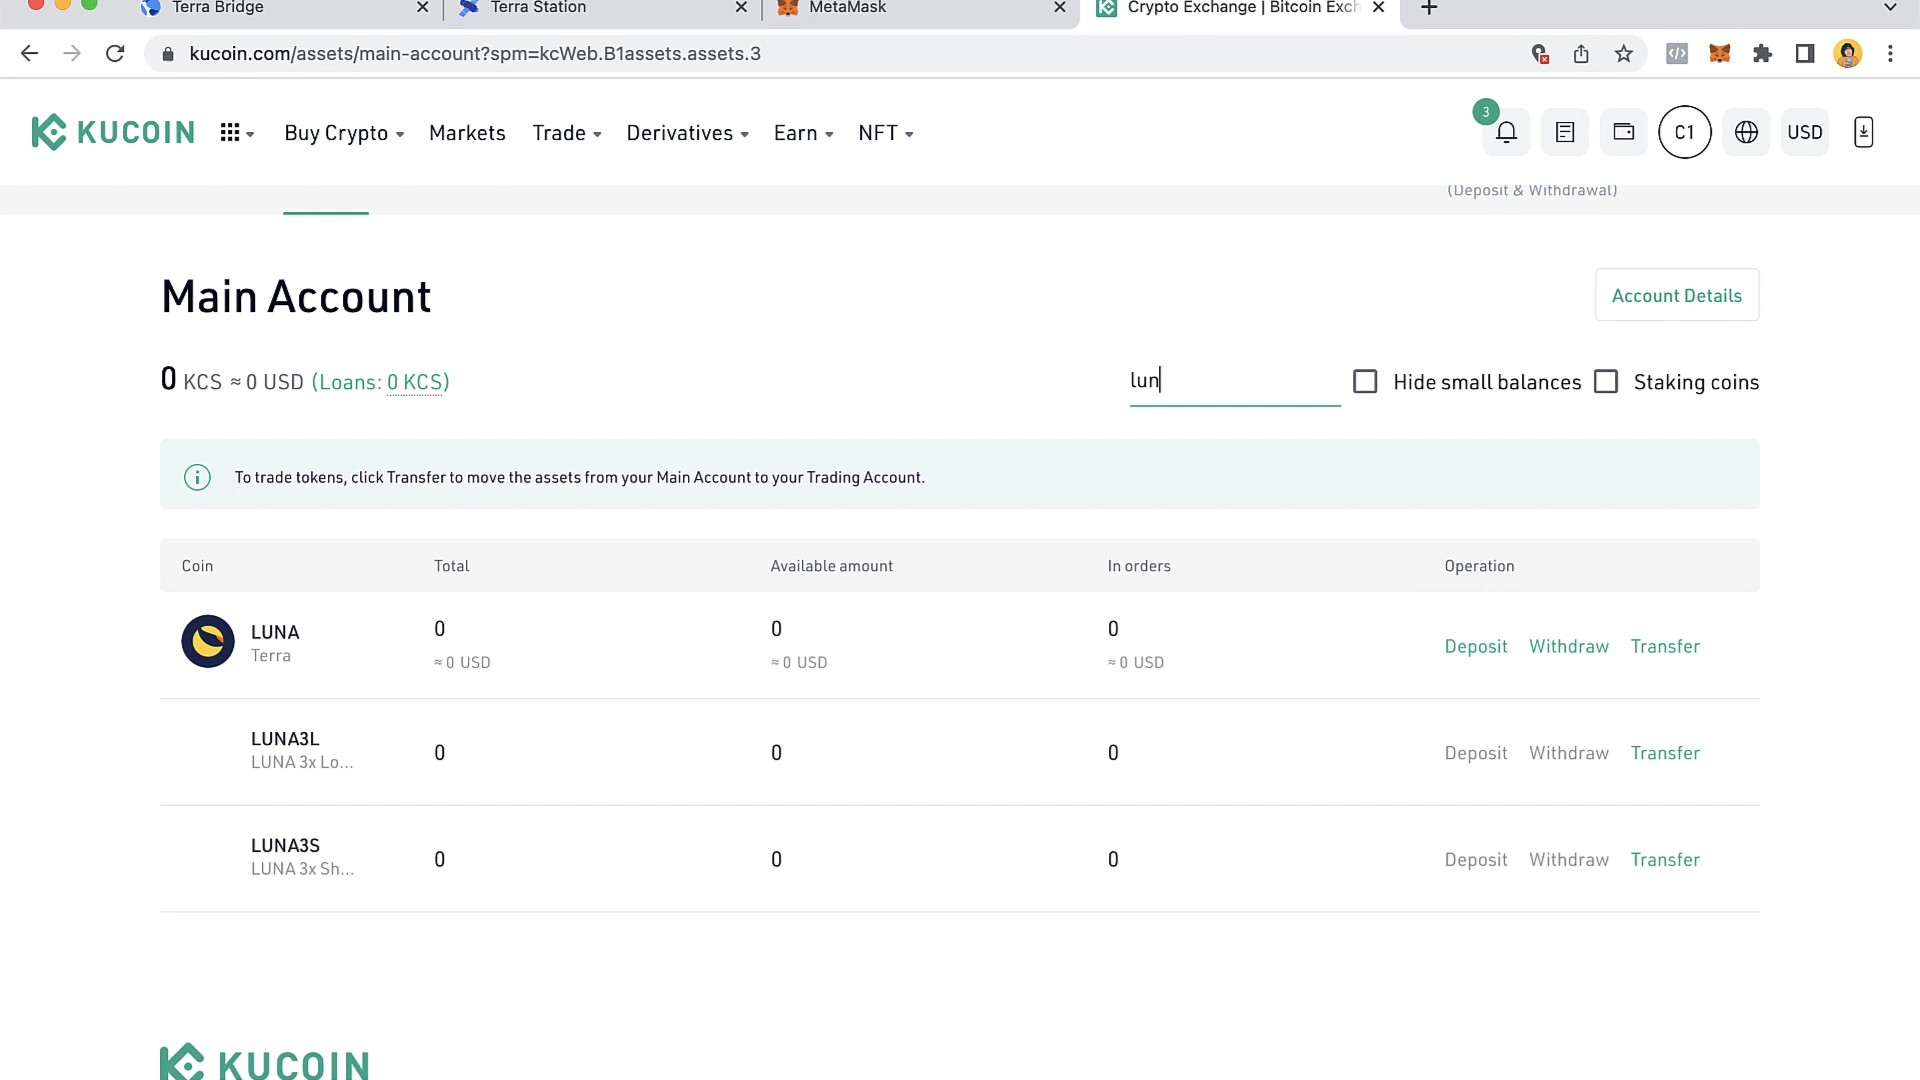 Terra Bridge
Terra Station
MetaMask
Crypto Exchange | Bitcoin Exch
kucoin.com/assets/main-account?spm=kcWeb.B1assets.assets.3
KUCOIN
Buy Crypto
Markets
Trade
Derivatives
Earn
NFT
3
C1
USD
(Deposit & Withdrawal)
Main Account
Account Details
0 KCS ≈ 0 USD (Loans: 0 KCS)
lun
Hide small balances
Staking coins
To trade tokens, click Transfer to move the assets from your Main Account to your Trading Account.
Coin Total Available amount In orders Operation
LUNA 0 0 0
Terra ≈ 0 USD ≈ 0 USD ≈ 0 USD
Deposit Withdraw Transfer
LUNA3L
LUNA 3x Lo...
0 0 0 Deposit Withdraw Transfer
LUNA3S
LUNA 3x Sh...
0 0 0 Deposit Withdraw Transfer
KUCOIN